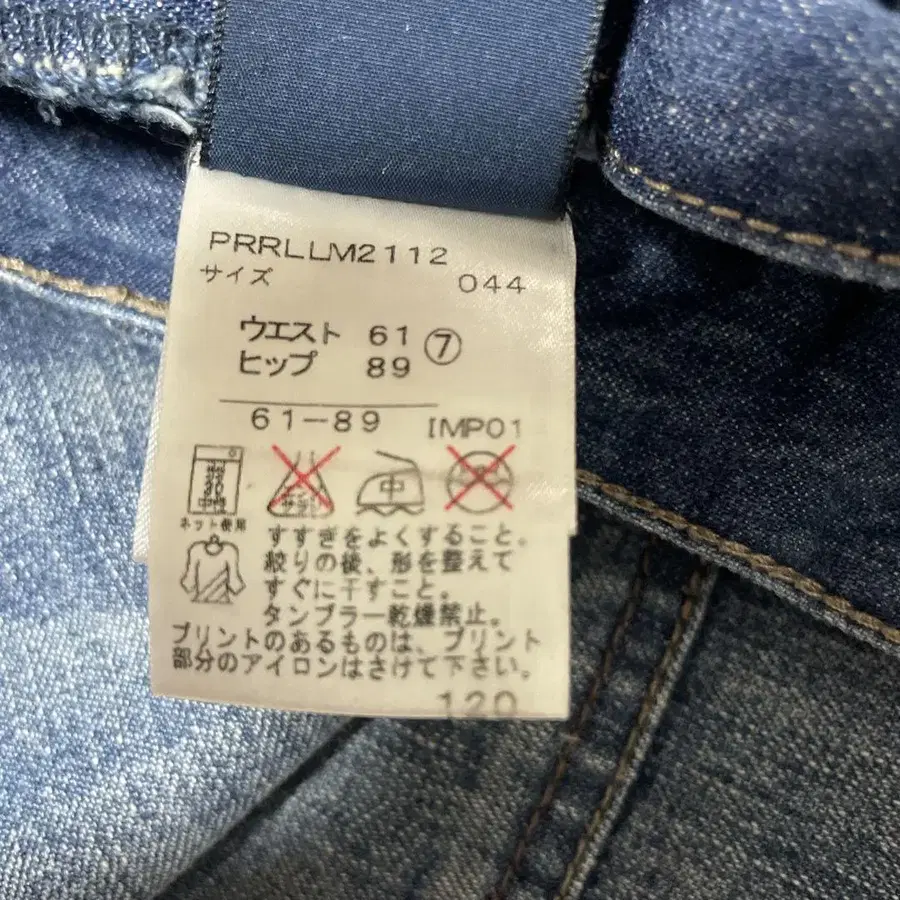 PRRLLM2112
サイズ 044
ウエスト 61 ⑦
ヒップ 89
61-89 IMP01
中
ネット使用
すすぎをよくすること。
絞りの後、形を整えて
すぐに干すこと。
タンブラー乾燥禁止。
プリントのあるものは、プリント
部分のアイロンはさけて下さい。
120